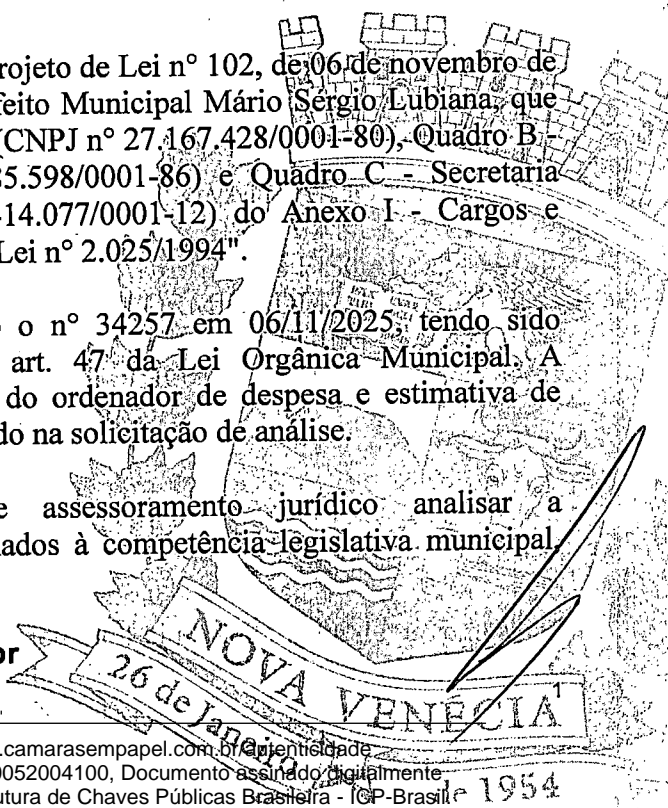 rojeto de Lei n° 102, de 06 de novembro de
feito Municipal Mário Sergio Lubiana, que
(CNPJ n° 27.167.428/0001-80), Quadro B -
5.598/0001-86) e Quadro C - Secretaria
14.077/0001-12) do Anexo I - Cargos e
Lei n° 2.025/1994".
o n° 34257 em 06/11/2025, tendo sido
art. 47 da Lei Orgânica Municipal. A
do ordenador de despesa e estimativa de
do na solicitação de análise.
e assessoramento jurídico analisar a
nados à competência legislativa municipal,
or
NOVA VENÉCIA
1
26 de Janeiro de 1954
.camarasempapel.com.br/autenticidade
0052004100, Documento assinado digitalmente
utura de Chaves Públicas Brasileira - ICP-Brasil